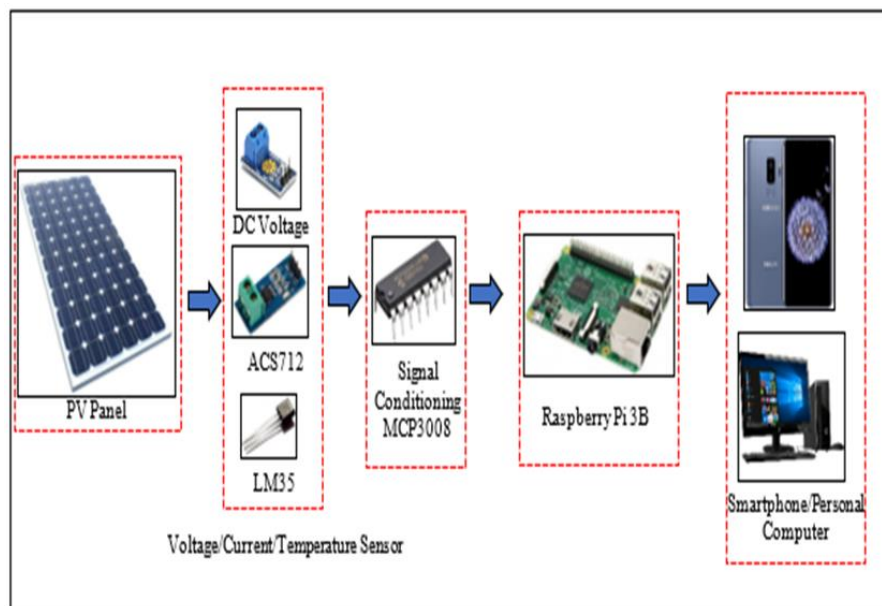 PV Panel
DC Voltage
ACS712
LM35
Voltage/Current/Temperature Sensor
Signal
Conditioning
MCP3008
Raspberry Pi 3B
Smartphone/Personal
Computer